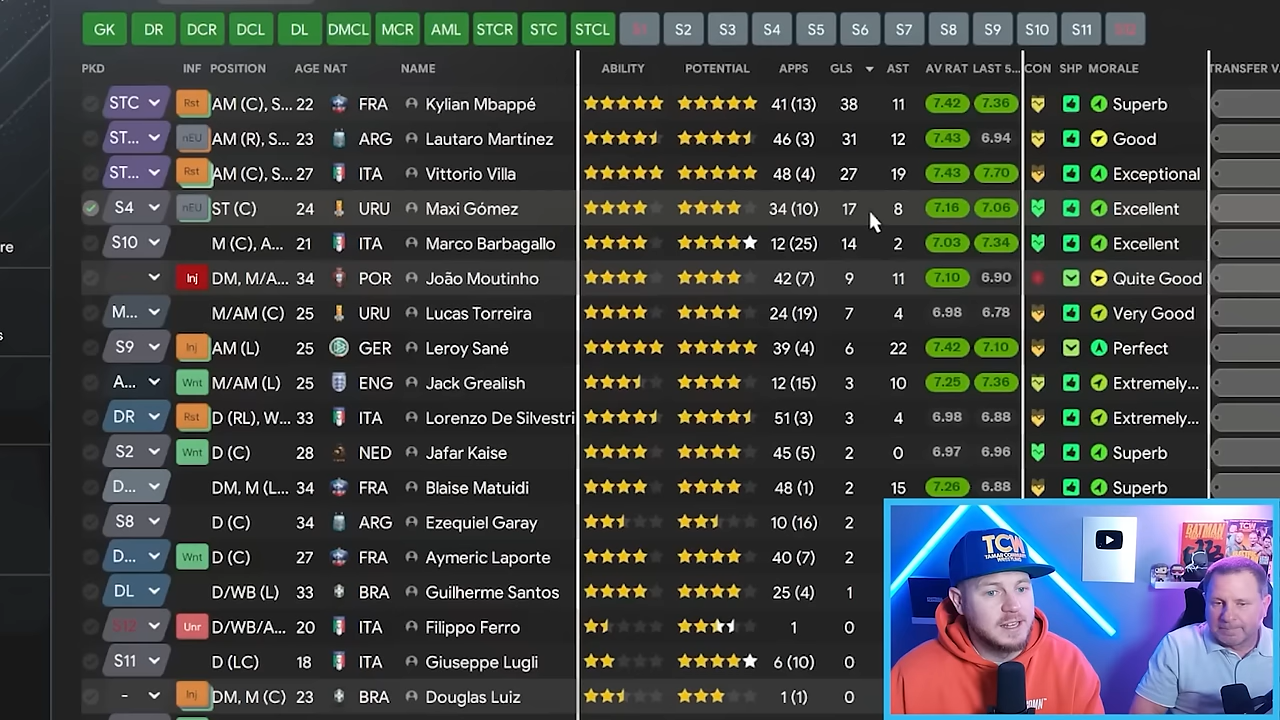 GK DR DCR DCL DL DMCL MCR AML STCR STC STCL S1 S2 S3 S4 S5 S6 S7 S8 S9 S10 S11 S12
PKD INF POSITION AGE NAT NAME ABILITY POTENTIAL APPS GLS AST AV RAT LAST 5... CON SHP MORALE TRANSFER V
STC Rst AM (C), S... 22 FRA Kylian Mbappé 41 (13) 38 11 7.42 7.36 Superb
ST... nEU AM (R), S... 23 ARG Lautaro Martínez 46 (3) 31 12 7.43 6.94 Good
ST... Rst AM (C), S... 27 ITA Vittorio Villa 48 (4) 27 19 7.43 7.70 Exceptional
S4 nEU ST (C) 24 URU Maxi Gómez 34 (10) 17 8 7.16 7.06 Excellent
re
S10 M (C), A... 21 ITA Marco Barbagallo 12 (25) 14 2 7.03 7.34 Excellent
Inj DM, M/A... 34 POR João Moutinho 42 (7) 9 11 7.10 6.90 Quite Good
M... M/AM (C) 25 URU Lucas Torreira 24 (19) 7 4 6.98 6.78 Very Good
s
S9 Inj AM (L) 25 GER Leroy Sané 39 (4) 6 22 7.42 7.10 Perfect
A... Wnt M/AM (L) 25 ENG Jack Grealish 12 (15) 3 10 7.25 7.36 Extremely...
DR Rst D (RL), W... 33 ITA Lorenzo De Silvestri 51 (3) 3 4 6.98 6.88 Extremely...
S2 Wnt D (C) 28 NED Jafar Kaise 45 (5) 2 0 6.97 6.96 Superb
D... DM, M (L... 34 FRA Blaise Matuidi 48 (1) 2 15 7.26 6.88 Superb
S8 D (C) 34 ARG Ezequiel Garay 10 (16) 2
D... Wnt D (C) 27 FRA Aymeric Laporte 40 (7) 2
DL D/WB (L) 33 BRA Guilherme Santos 25 (4) 1
S12 Unr D/WB/A... 20 ITA Filippo Ferro 1 0
S11 D (LC) 18 ITA Giuseppe Lugli 6 (10) 0
- Inj DM, M (C) 23 BRA Douglas Luiz 1 (1) 0
TCW
BATMAN
TCW